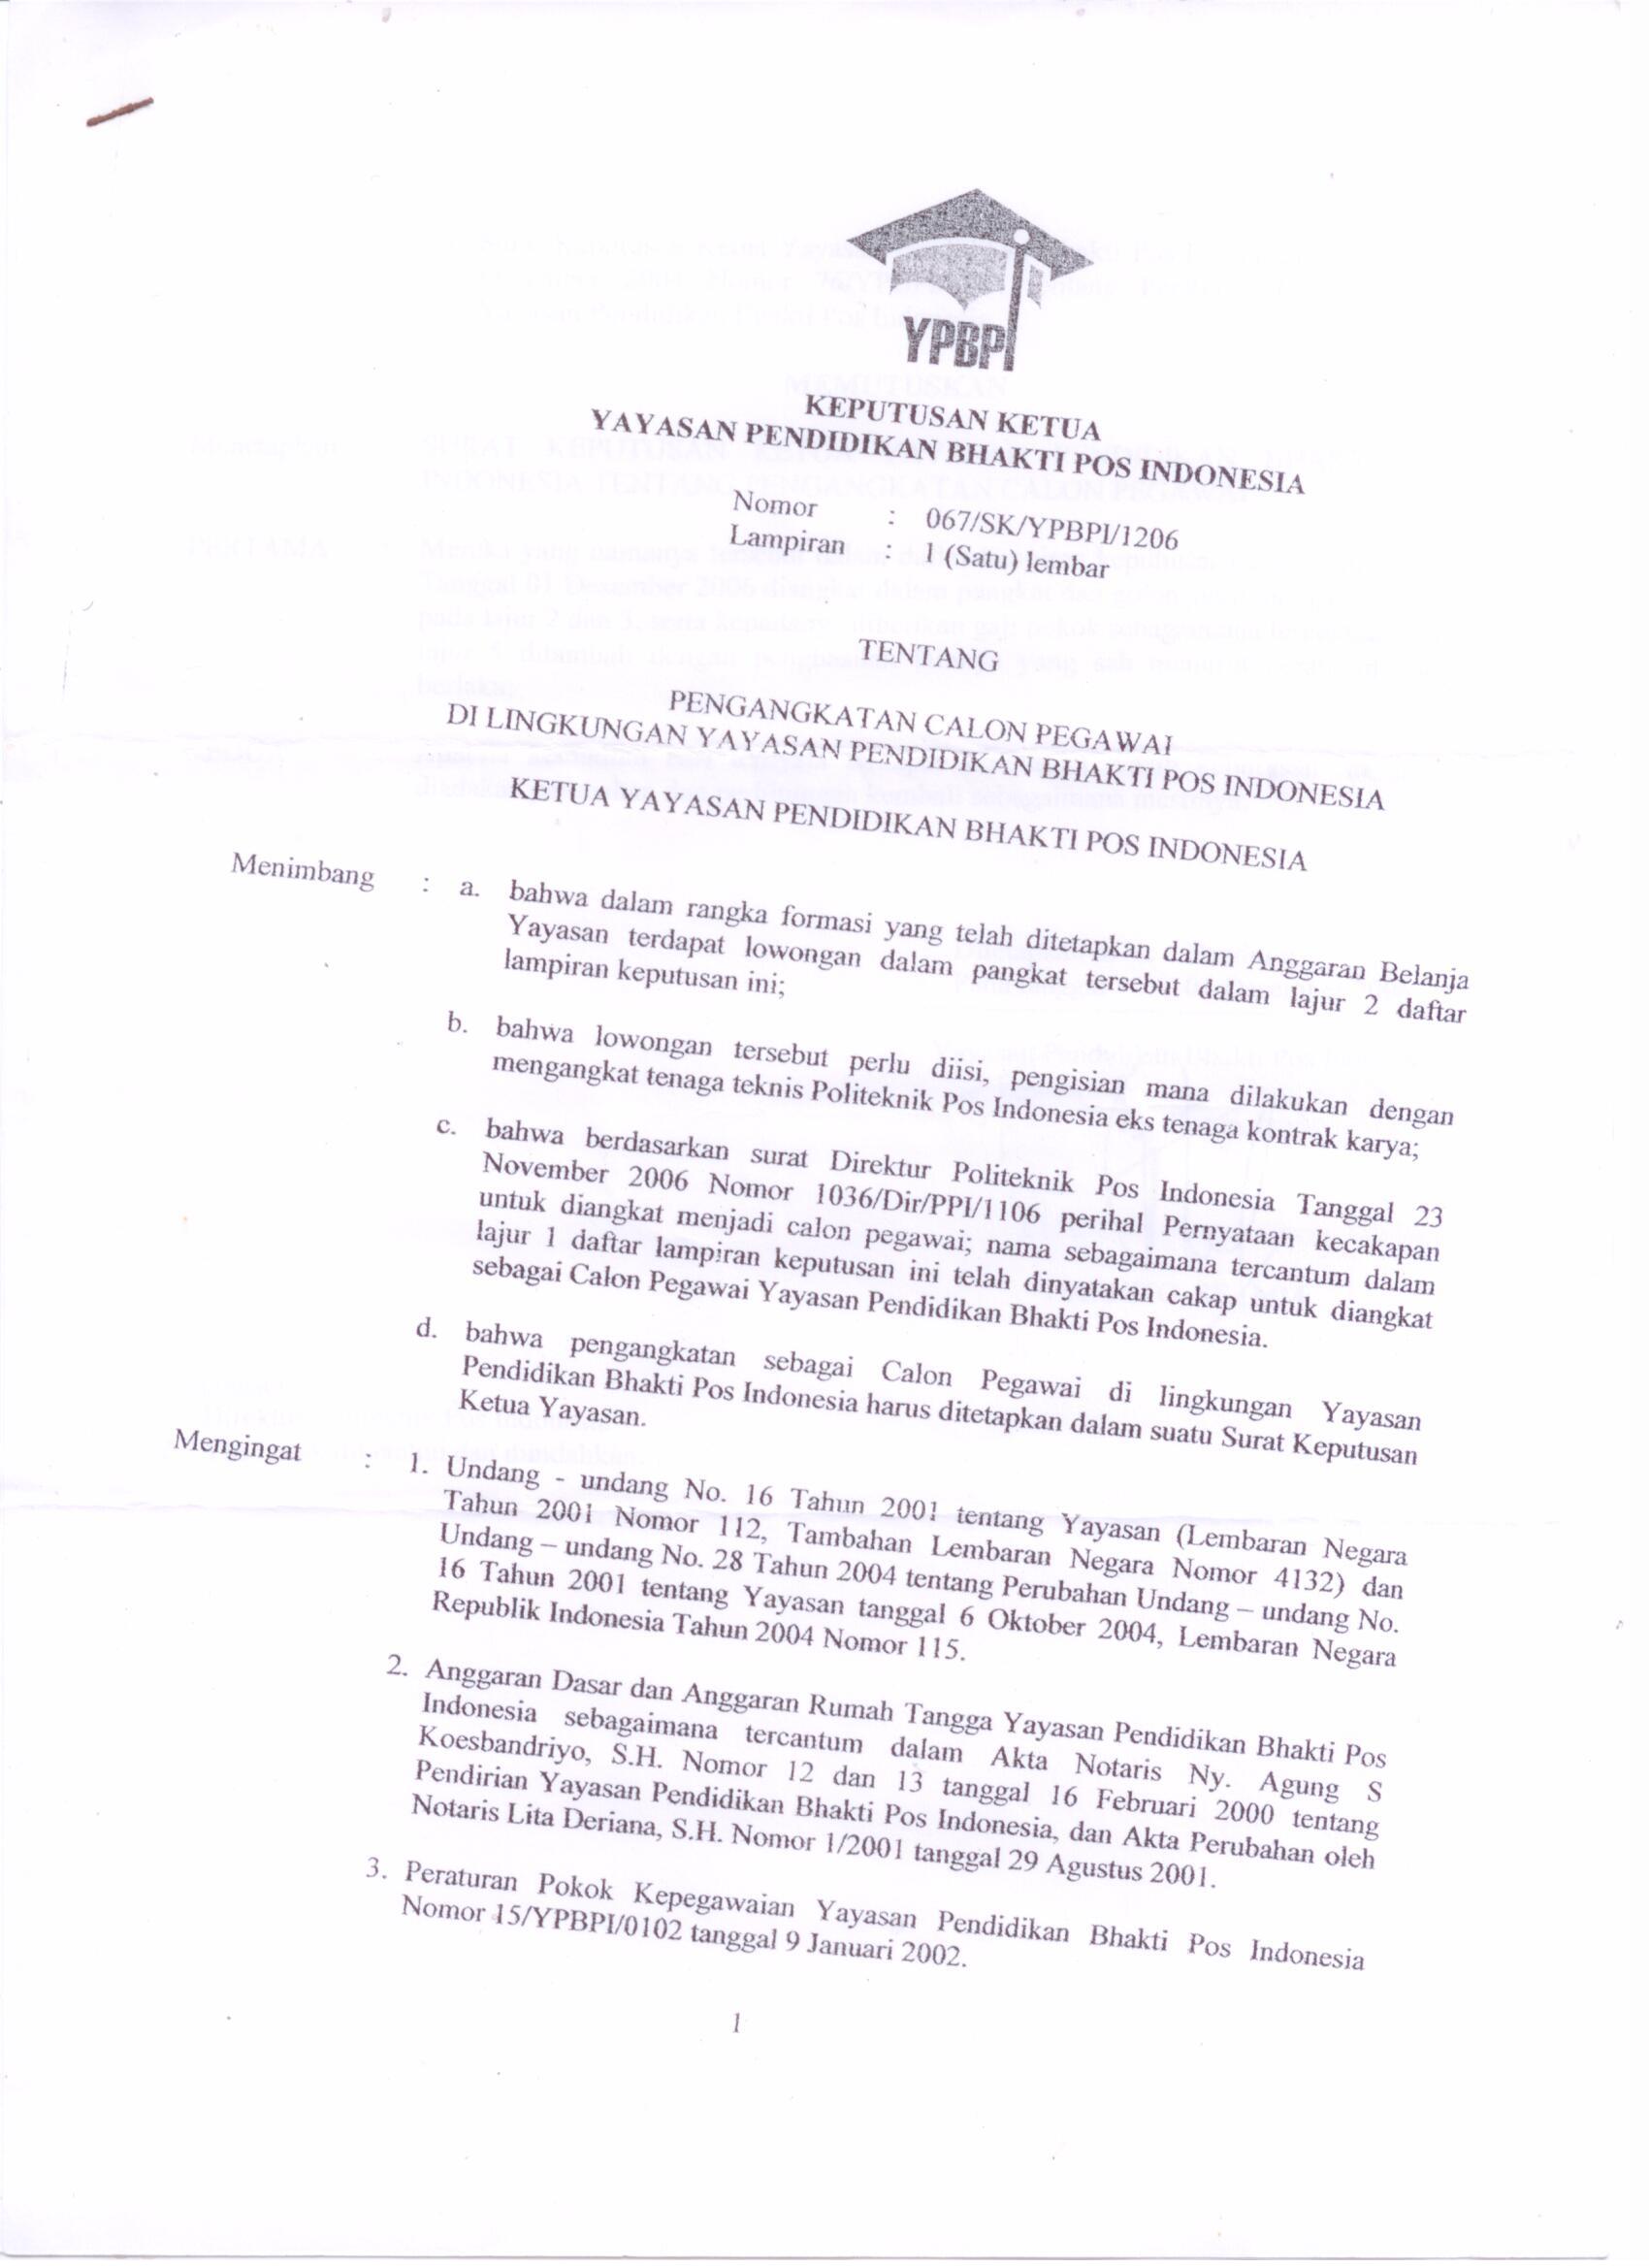 YPBPI
KEPUTUSAN KETUA
YAYASAN PENDIDIKAN BHAKTI POS INDONESIA
Nomor : 067/SK/YPBPI/1206
Lampiran : 1 (Satu) lembar
TENTANG
PENGANGKATAN CALON PEGAWAI
DI LINGKUNGAN YAYASAN PENDIDIKAN BHAKTI POS INDONESIA
KETUA YAYASAN PENDIDIKAN BHAKTI POS INDONESIA
Menimbang : a. bahwa dalam rangka formasi yang telah ditetapkan dalam Anggaran Belanja
Yayasan terdapat lowongan dalam pangkat tersebut dalam lajur 2 daftar
lampiran keputusan ini;
b. bahwa lowongan tersebut perlu diisi, pengisian mana dilakukan dengan
mengangkat tenaga teknis Politeknik Pos Indonesia eks tenaga kontrak karya;
c. bahwa berdasarkan surat Direktur Politeknik Pos Indonesia Tanggal 23
November 2006 Nomor 1036/Dir/PPI/1106 perihal Pernyataan kecakapan
untuk diangkat menjadi calon pegawai; nama sebagaimana tercantum dalam
lajur 1 daftar lampiran keputusan ini telah dinyatakan cakap untuk diangkat
sebagai Calon Pegawai Yayasan Pendidikan Bhakti Pos Indonesia.
d. bahwa pengangkatan sebagai Calon Pegawai di lingkungan Yayasan
Pendidikan Bhakti Pos Indonesia harus ditetapkan dalam suatu Surat Keputusan
Ketua Yayasan.
Mengingat : 1. Undang - undang No. 16 Tahun 2001 tentang Yayasan (Lembaran Negara
Tahun 2001 Nomor 112, Tambahan Lembaran Negara Nomor 4132) dan
Undang – undang No. 28 Tahun 2004 tentang Perubahan Undang – undang No.
16 Tahun 2001 tentang Yayasan tanggal 6 Oktober 2004, Lembaran Negara
Republik Indonesia Tahun 2004 Nomor 115.
2. Anggaran Dasar dan Anggaran Rumah Tangga Yayasan Pendidikan Bhakti Pos
Indonesia sebagaimana tercantum dalam Akta Notaris Ny. Agung S
Koesbandriyo, S.H. Nomor 12 dan 13 tanggal 16 Februari 2000 tentang
Pendirian Yayasan Pendidikan Bhakti Pos Indonesia, dan Akta Perubahan oleh
Notaris Lita Deriana, S.H. Nomor 1/2001 tanggal 29 Agustus 2001.
3. Peraturan Pokok Kepegawaian Yayasan Pendidikan Bhakti Pos Indonesia
Nomor 15/YPBPI/0102 tanggal 9 Januari 2002.
1